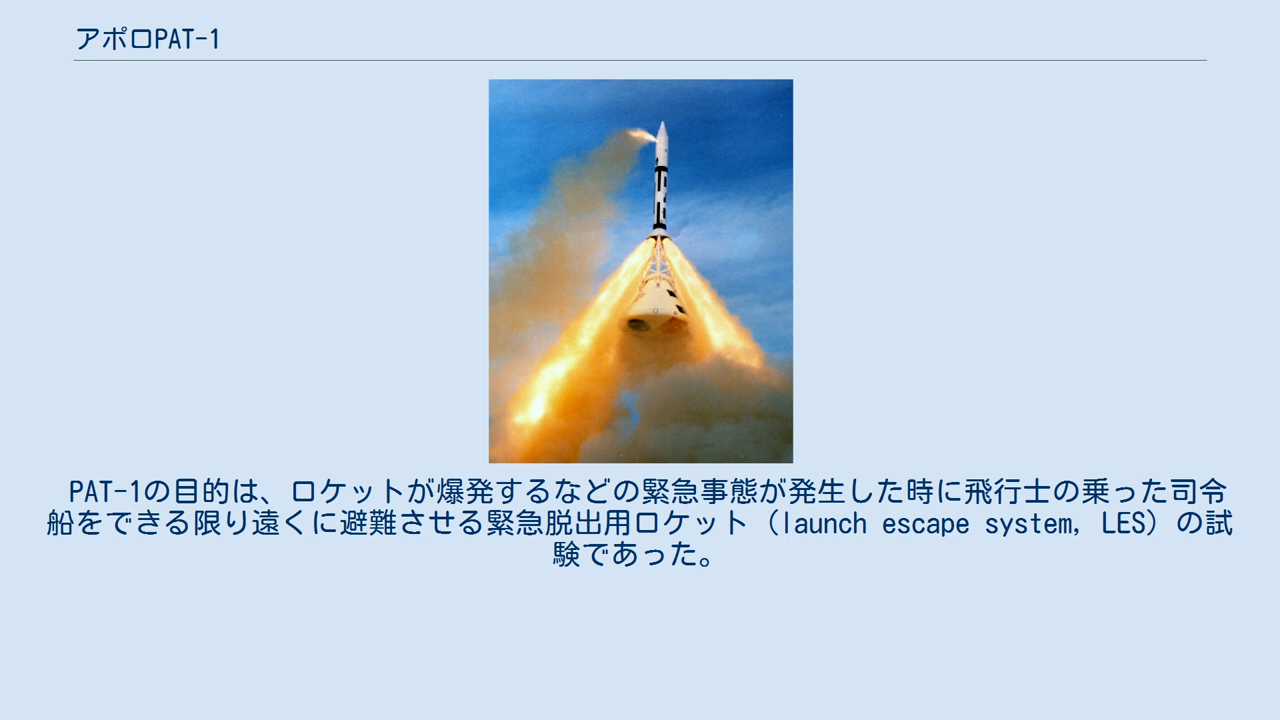 アポロPAT-1
PAT-1の目的は、ロケットが爆発するなどの緊急事態が発生した時に飛行士の乗った司令
船をできる限り遠くに避難させる緊急脱出用ロケット（launch escape system, LES）の試
験であった。